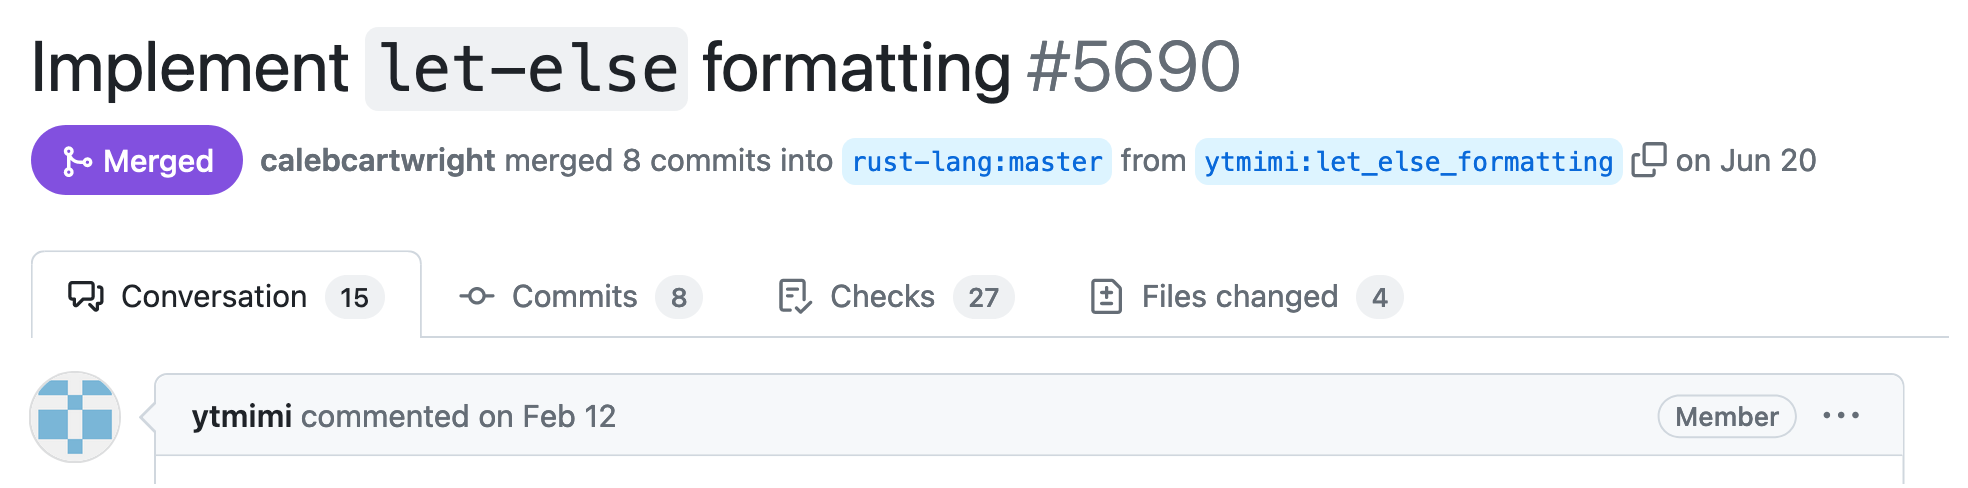 Implement let-else formatting #5690
Merged calebcartwright merged 8 commits into rust-lang:master from ytmimi:let_else_formatting on Jun 20
Conversation 15 Commits 8 Checks 27 Files changed 4
ytmimi commented on Feb 12 Member ...